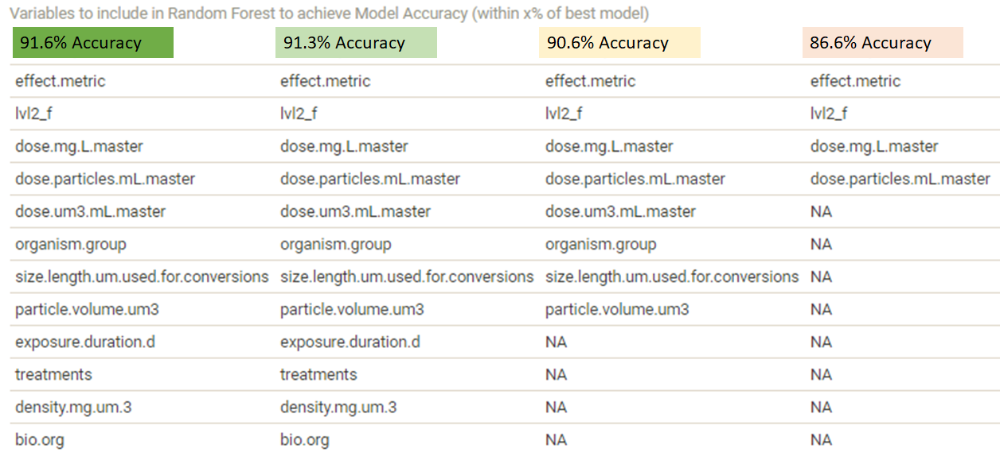 Variables to include in Random Forest to achieve Model Accuracy (within x% of best model)
91.6% Accuracy 91.3% Accuracy 90.6% Accuracy 86.6% Accuracy
effect.metric effect.metric effect.metric effect.metric
lvl2_f lvl2_f lvl2_f lvl2_f
dose.mg.L.master dose.mg.L.master dose.mg.L.master dose.mg.L.master
dose.particles.mL.master dose.particles.mL.master dose.particles.mL.master dose.particles.mL.master
dose.um3.mL.master dose.um3.mL.master dose.um3.mL.master NA
organism.group organism.group organism.group NA
size.length.um.used.for.conversions size.length.um.used.for.conversions size.length.um.used.for.conversions NA
particle.volume.um3 particle.volume.um3 particle.volume.um3 NA
exposure.duration.d exposure.duration.d NA NA
treatments treatments NA NA
density.mg.um.3 density.mg.um.3 NA NA
bio.org bio.org NA NA